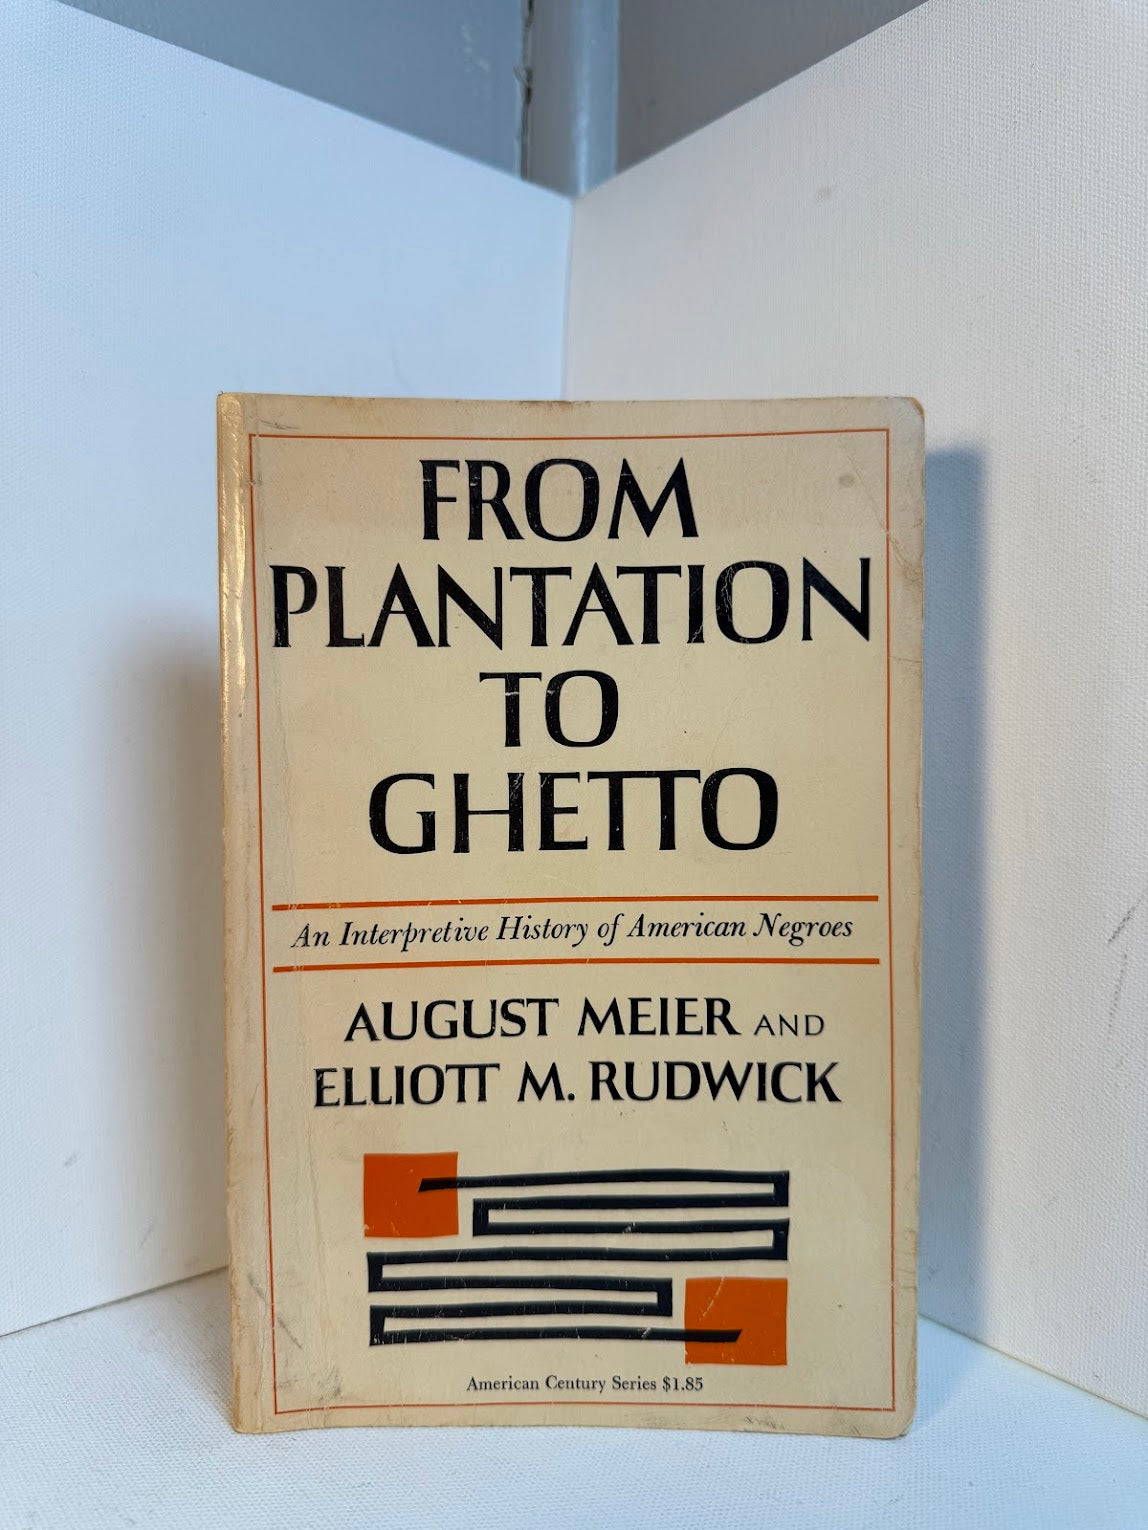 FROM
PLANTATION
TO
GHETTO
An Interpretive History of American Negroes
AUGUST MEIER AND
ELLIOTT M. RUDWICK
American Century Series $1.85